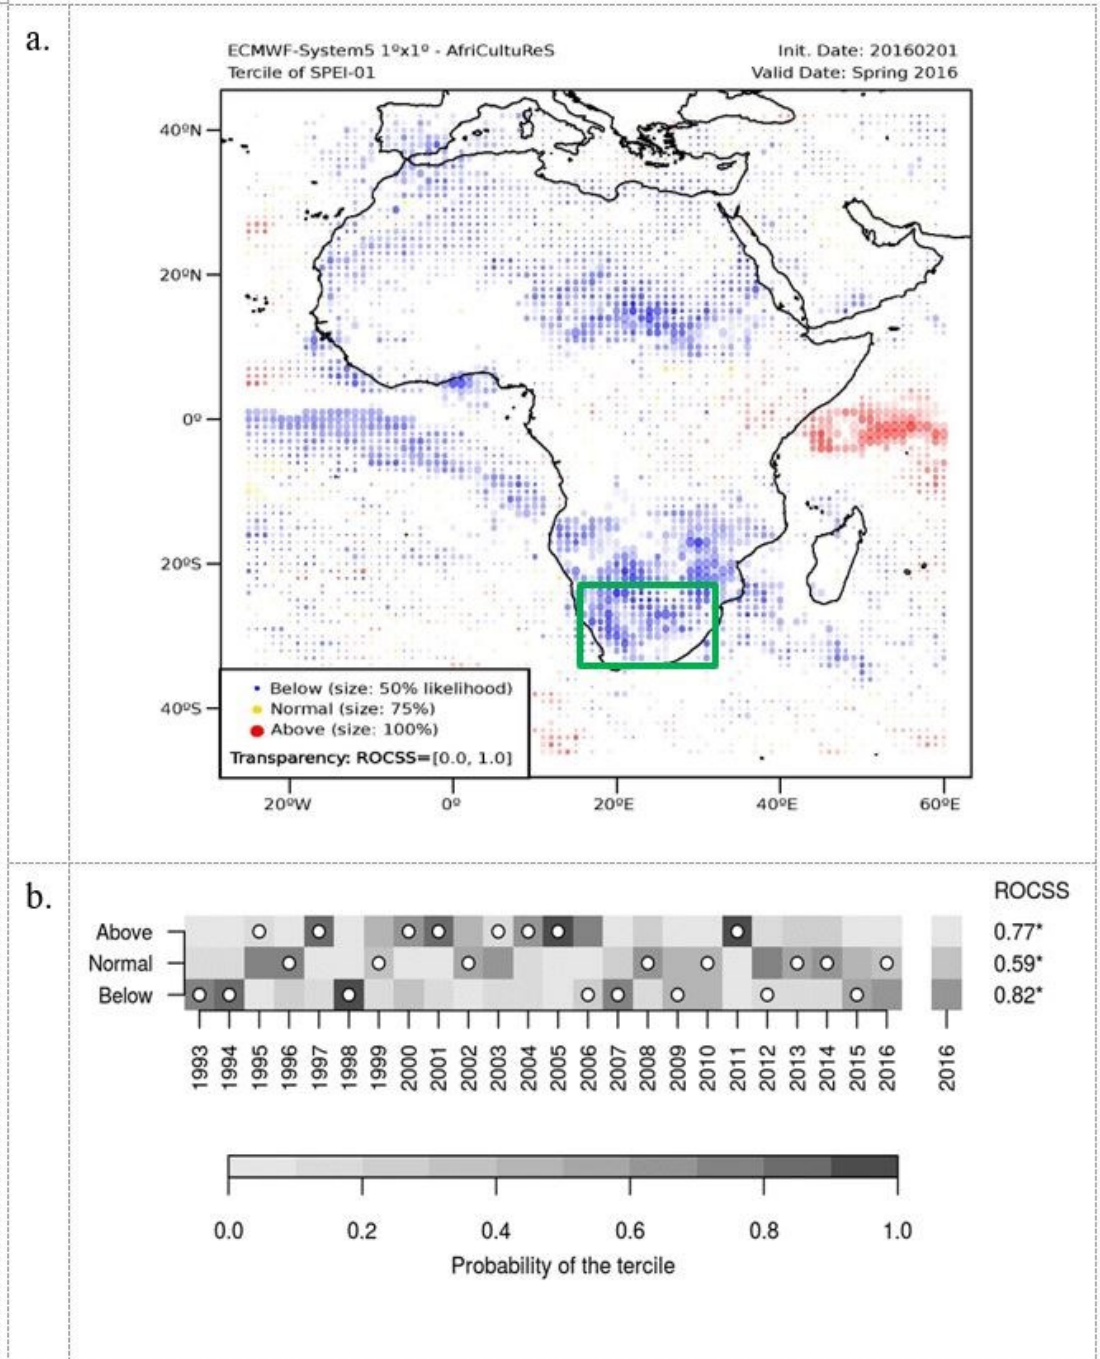 a.
ECMWF-System5 1ºx1º - AfriCultuReS
Init. Date: 20160201
Tercile of SPEI-01
Valid Date: Spring 2016
40ºN
20ºN
0º
20ºS
40ºS
Below (size: 50% likelihood)
Normal (size: 75%)
Above (size: 100%)
Transparency: ROCSS=[0.0, 1.0]
20ºW 0º 20ºE 40ºE 60ºE
b.
ROCSS
Above 0.77*
Normal 0.59*
Below 0.82*
1993 1994 1995 1996 1997 1998 1999 2000 2001 2002 2003 2004 2005 2006 2007 2008 2009 2010 2011 2012 2013 2014 2015 2016 2016
0.0 0.2 0.4 0.6 0.8 1.0
Probability of the tercile